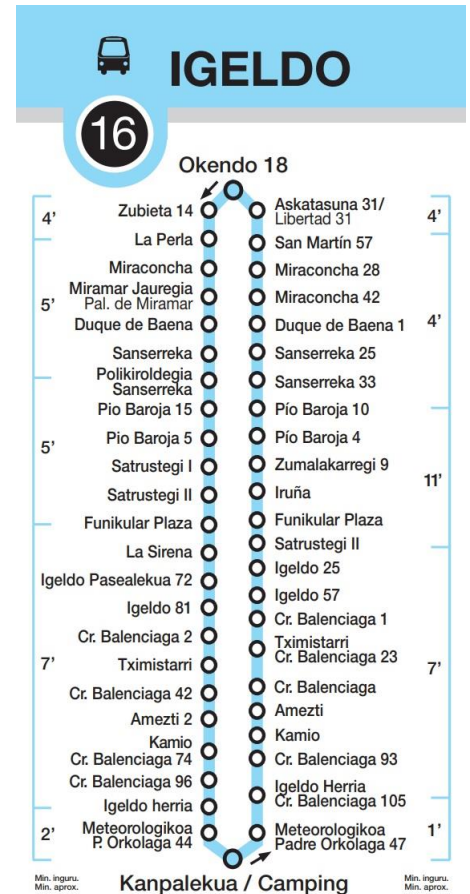 IGELDO
16
Okendo 18
4'
Zubieta 14
La Perla
5'
Miraconcha
Miramar Jauregia
Pal. de Miramar
Duque de Baena
Sanserreka
Polikiroldegia
Sanserreka
5'
Pio Baroja 15
Pio Baroja 5
Satrustegi I
Satrustegi II
Funikular Plaza
7'
La Sirena
Igeldo Pasealekua 72
Igeldo 81
Cr. Balenciaga 2
Tximistarri
Cr. Balenciaga 42
Amezti 2
Kamio
Cr. Balenciaga 74
Cr. Balenciaga 96
Igeldo herria
2'
Meteorologikoa
P. Orkolaga 44
Askatasuna 31/
Libertad 31
4'
San Martín 57
Miraconcha 28
Miraconcha 42
Duque de Baena 1
4'
Sanserreka 25
Sanserreka 33
Pío Baroja 10
Pío Baroja 4
Zumalakarregi 9
11'
Iruña
Funikular Plaza
Satrustegi II
Igeldo 25
Igeldo 57
Cr. Balenciaga 1
Tximistarri
Cr. Balenciaga 23
7'
Cr. Balenciaga
Amezti
Kamio
Cr. Balenciaga 93
Igeldo Herria
Cr. Balenciaga 105
Meteorologikoa
Padre Orkolaga 47
1'
Min. inguru.
Min. aprox.
Kanpalekua / Camping
Min. inguru.
Min. aprox.